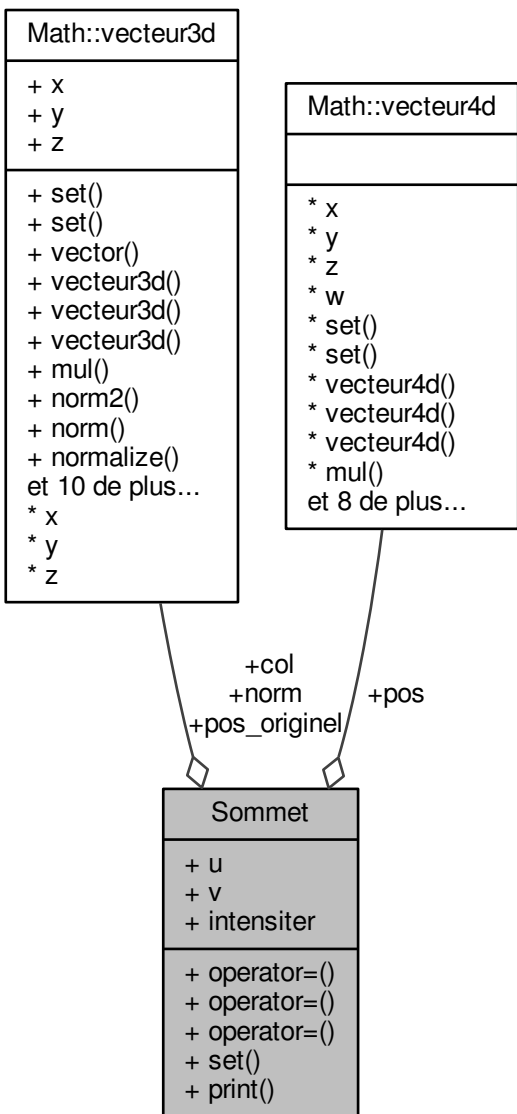 Math::vecteur3d
+ x
+ y
+ z
+ set()
+ set()
+ vector()
+ vecteur3d()
+ vecteur3d()
+ vecteur3d()
+ mul()
+ norm2()
+ norm()
+ normalize()
et 10 de plus...
* x
* y
* z
Math::vecteur4d
* x
* y
* z
* w
* set()
* set()
* vecteur4d()
* vecteur4d()
* vecteur4d()
* mul()
et 8 de plus...
+col
+norm
+pos_originel
+pos
Sommet
+ u
+ v
+ intensiter
+ operator=()
+ operator=()
+ operator=()
+ set()
+ print()